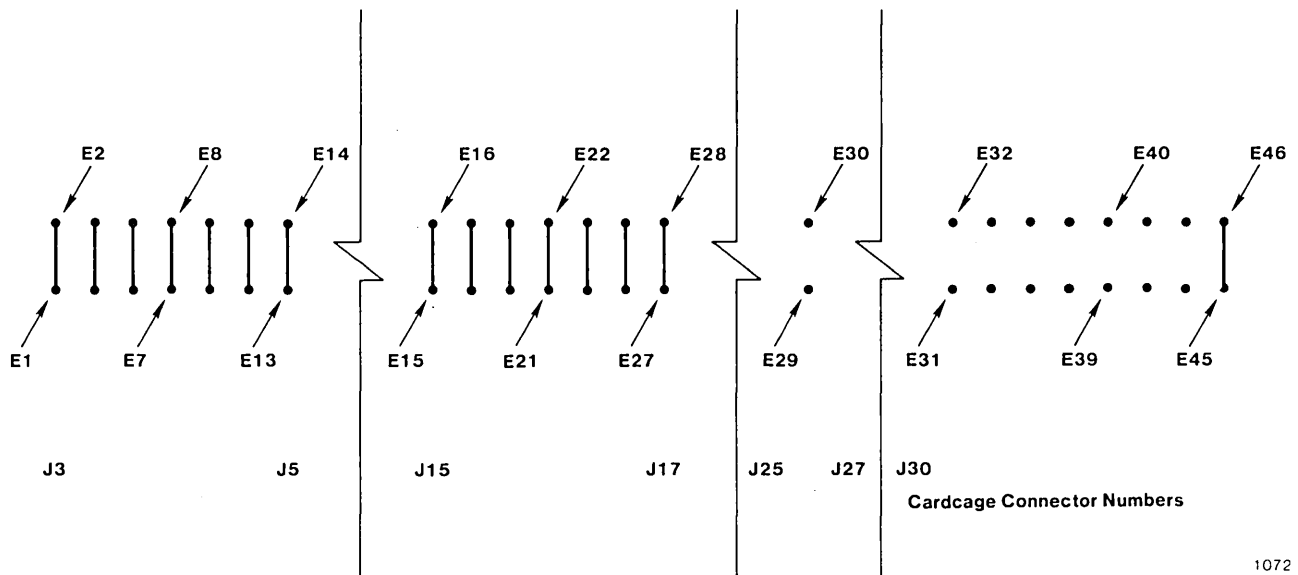 E2 E8 E14 E16 E22 E28 E30 E32 E40 E46
E1 E7 E13 E15 E21 E27 E29 E31 E39 E45
J3 J5 J15 J17 J25 J27 J30
Cardcage Connector Numbers
1072